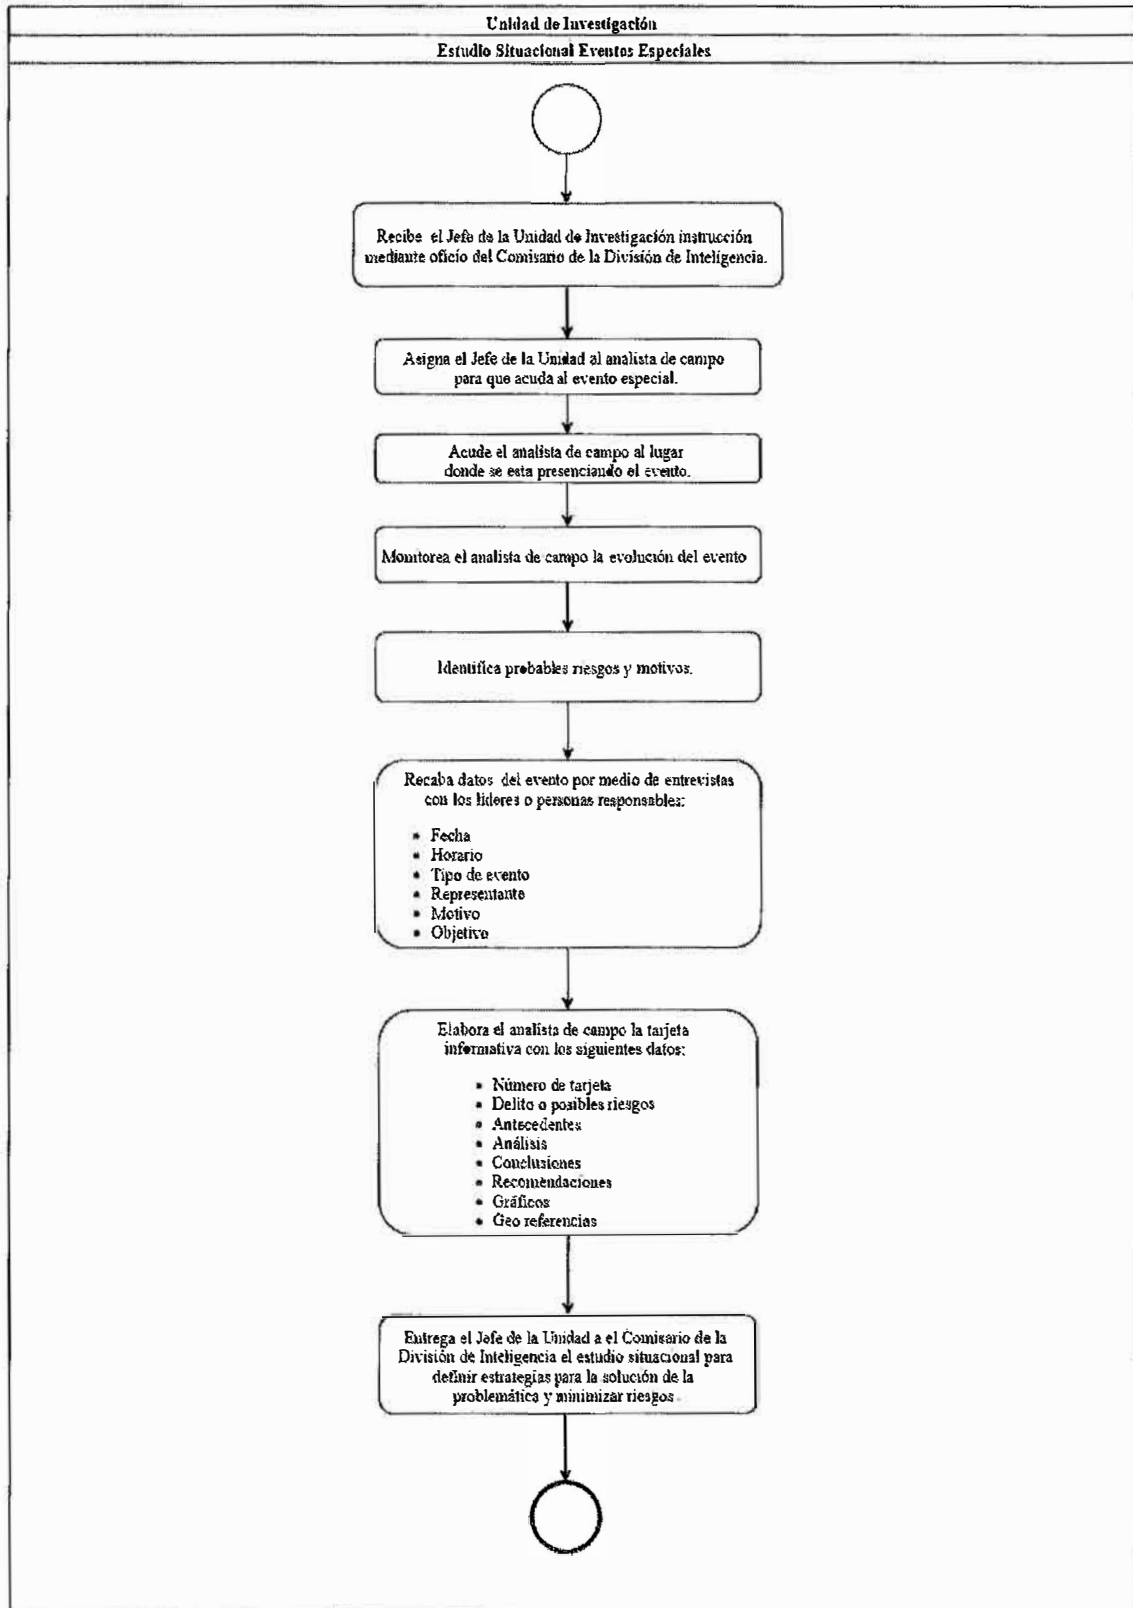 Unidad de Investigación
Estudio Situacional Eventos Especiales
Recibe el Jefe de la Unidad de Investigación instrucción
mediante oficio del Comisario de la División de Inteligencia.
Asigna el Jefe de la Unidad al analista de campo
para que acuda al evento especial.
Acude el analista de campo al lugar
donde se esta presenciando el evento.
Monitorea el analista de campo la evolución del evento
Identifica probables riesgos y motivos.
Recaba datos del evento por medio de entrevistas
con los líderes o personas responsables:
• Fecha
• Horario
• Tipo de evento
• Representante
• Motivo
• Objetivo
Elabora el analista de campo la tarjeta
informativa con los siguientes datos:
• Número de tarjeta
• Delito o posibles riesgos
• Antecedentes
• Análisis
• Conclusiones
• Recomendaciones
• Gráficos
• Geo referencias
Entrega el Jefe de la Unidad a el Comisario de la
División de Inteligencia el estudio situacional para
definir estrategias para la solución de la
problemática y minimizar riesgos